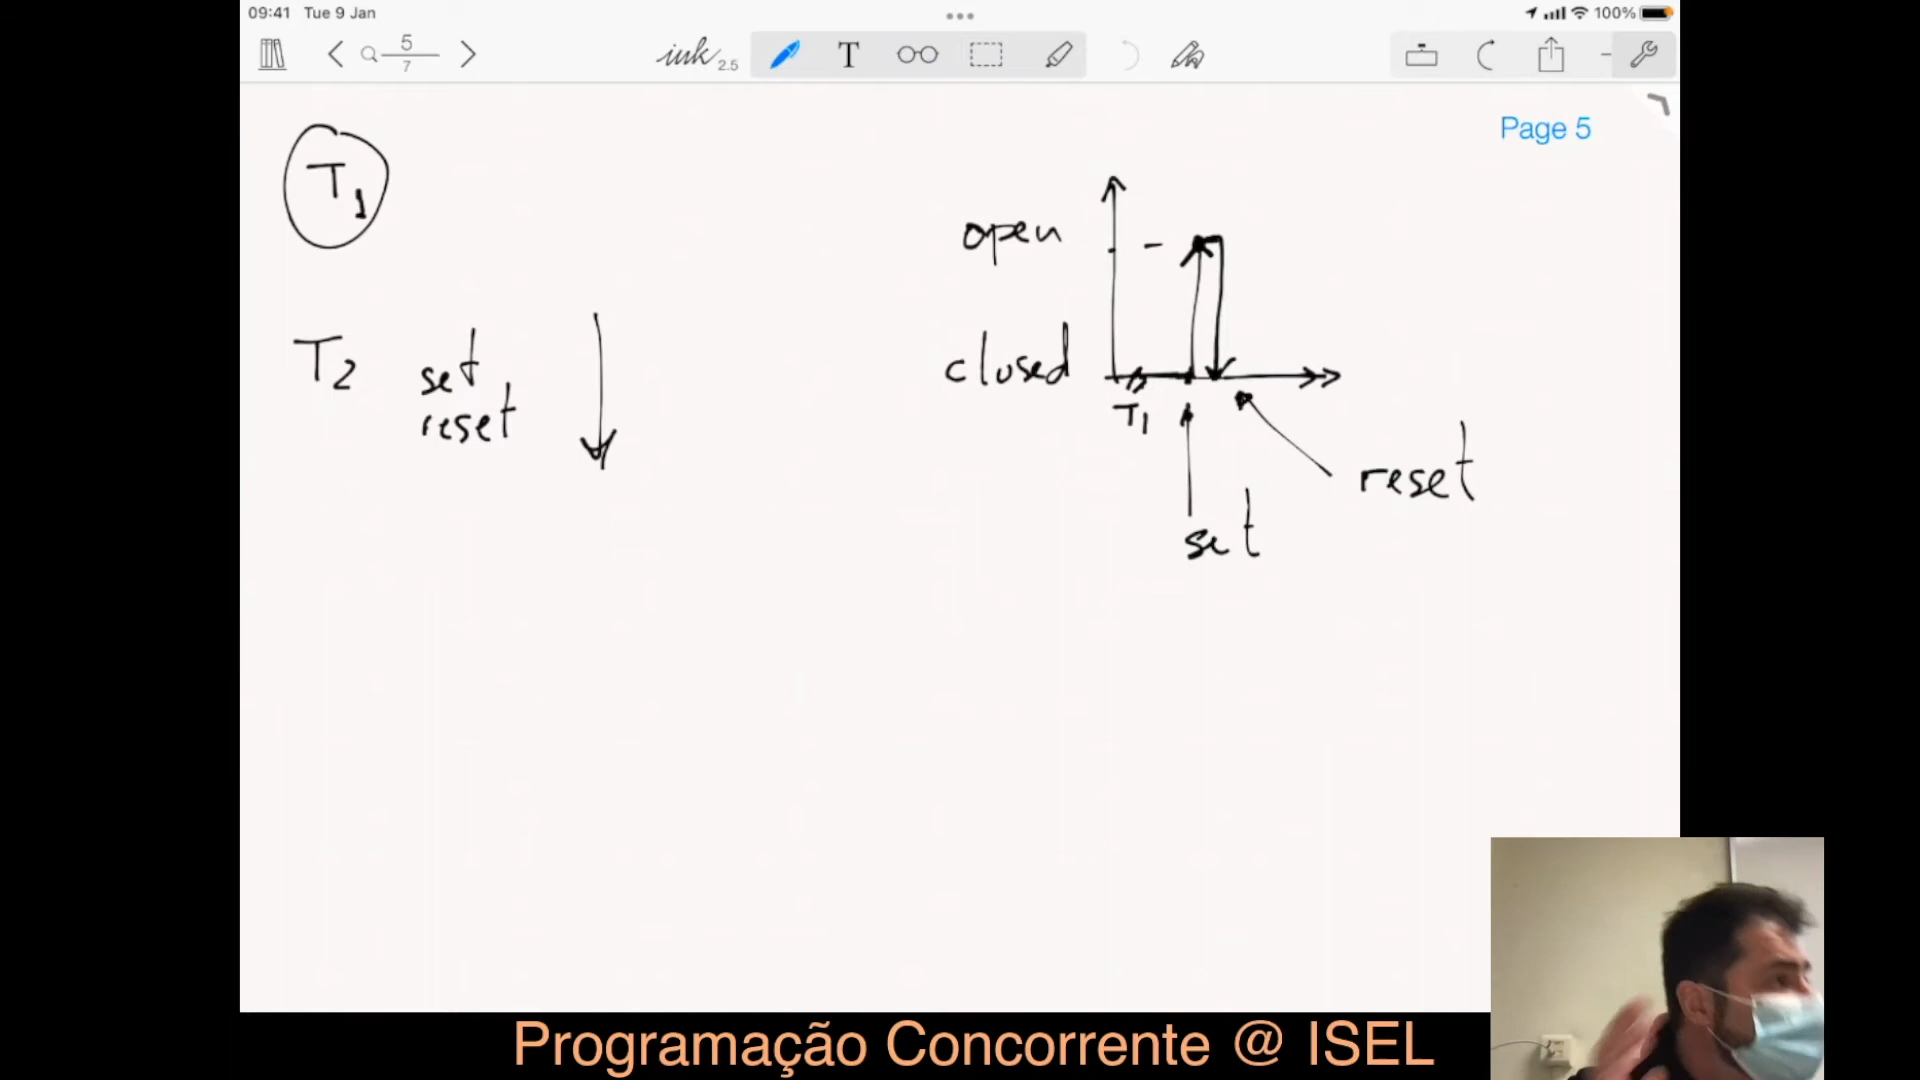 09:41 Tue 9 Jan
100%
5
7
ink 2.5
T
Page 5
T1
open
closed
T1
T2 set
reset
reset
set
Programação Concorrente @ ISEL